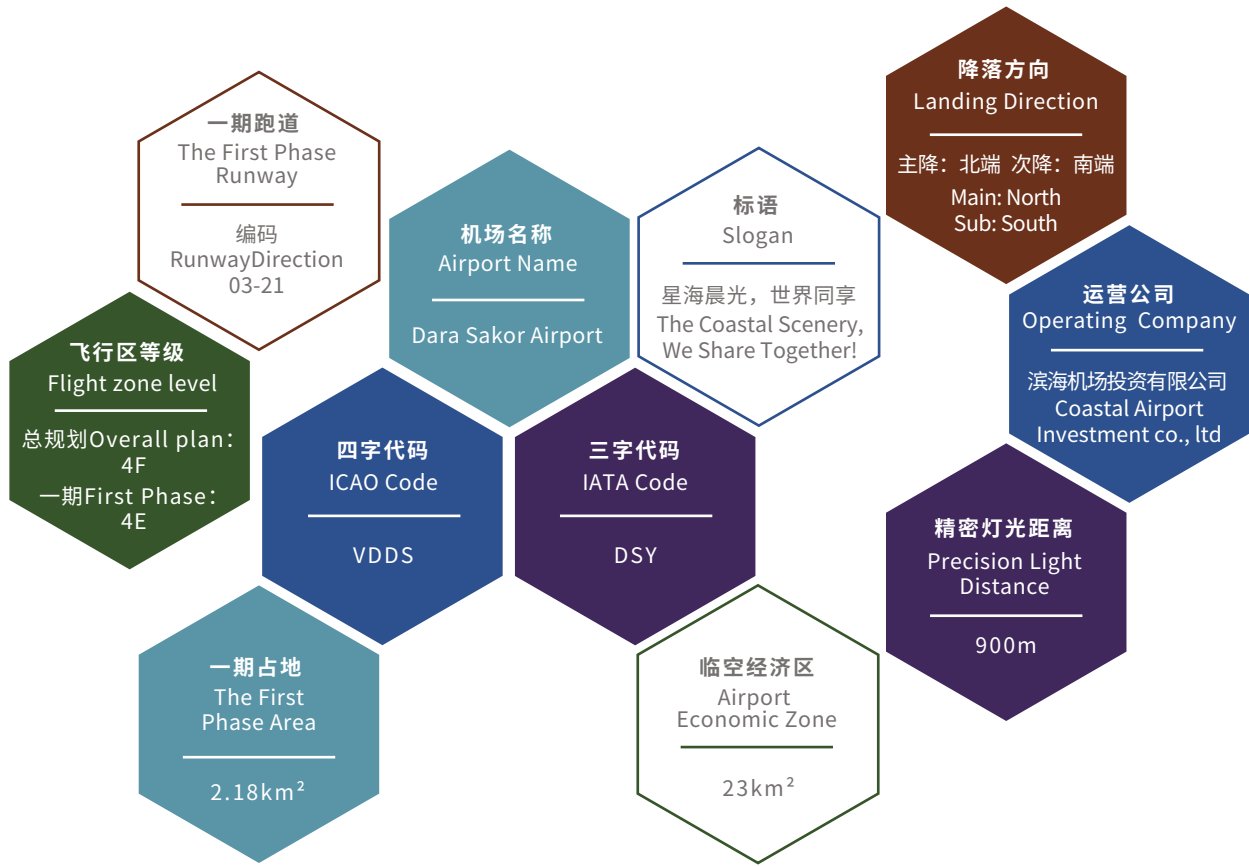 降落方向
Landing Direction
主降：北端 次降：南端
Main: North
Sub: South
一期跑道
The First Phase
Runway
编码
RunwayDirection
03-21
机场名称
Airport Name
Dara Sakor Airport
标语
Slogan
星海晨光，世界同享
The Coastal Scenery,
We Share Together!
运营公司
Operating Company
滨海机场投资有限公司
Coastal Airport
Investment co., ltd
飞行区等级
Flight zone level
总规划Overall plan：
4F
一期First Phase：
4E
四字代码
ICAO Code
VDDS
三字代码
IATA Code
DSY
精密灯光距离
Precision Light
Distance
900m
一期占地
The First
Phase Area
2.18km²
临空经济区
Airport
Economic Zone
23km²